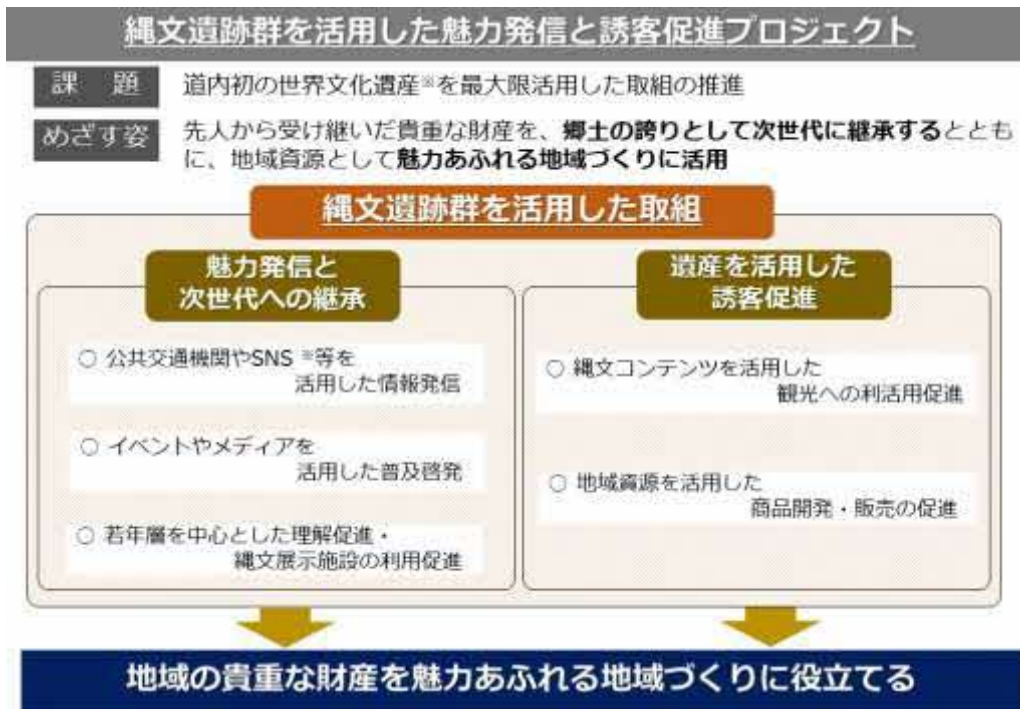 縄文遺跡群を活用した魅力発信と誘客促進プロジェクト
課　題
道内初の世界文化遺産※を最大限活用した取組の推進
めざす姿
先人から受け継いだ貴重な財産を、郷土の誇りとして次世代に継承するととも
に、地域資源として魅力あふれる地域づくりに活用
縄文遺跡群を活用した取組
魅力発信と
次世代への継承
○ 公共交通機関やSNS ※等を
活用した情報発信
○ イベントやメディアを
活用した普及啓発
○ 若年層を中心とした理解促進・
縄文展示施設の利用促進
遺産を活用した
誘客促進
○ 縄文コンテンツを活用した
観光への利活用促進
○ 地域資源を活用した
商品開発・販売の促進
地域の貴重な財産を魅力あふれる地域づくりに役立てる